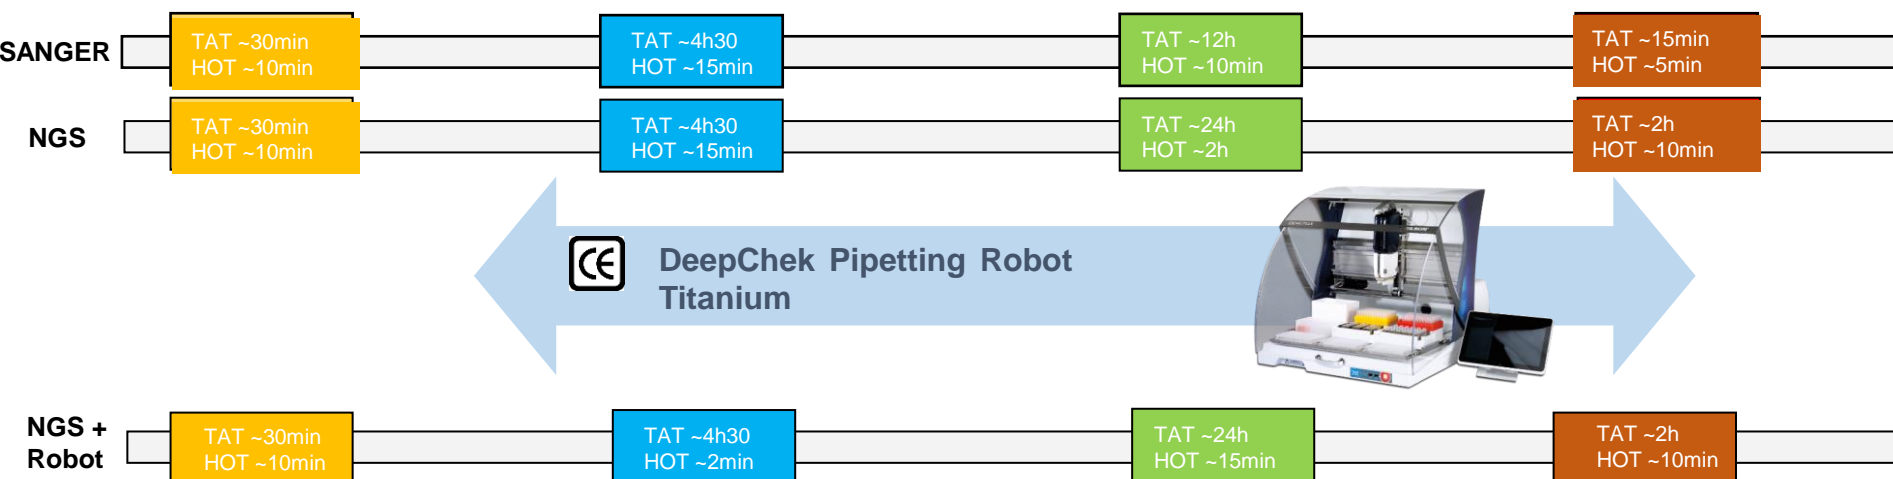 SANGER
TAT ~30min
HOT ~10min
TAT ~4h30
HOT ~15min
TAT ~12h
HOT ~10min
TAT ~15min
HOT ~5min
NGS
TAT ~30min
HOT ~10min
TAT ~4h30
HOT ~15min
TAT ~24h
HOT ~2h
TAT ~2h
HOT ~10min
CE
DeepChek Pipetting Robot
Titanium
NGS +
Robot
TAT ~30min
HOT ~10min
TAT ~4h30
HOT ~2min
TAT ~24h
HOT ~15min
TAT ~2h
HOT ~10min